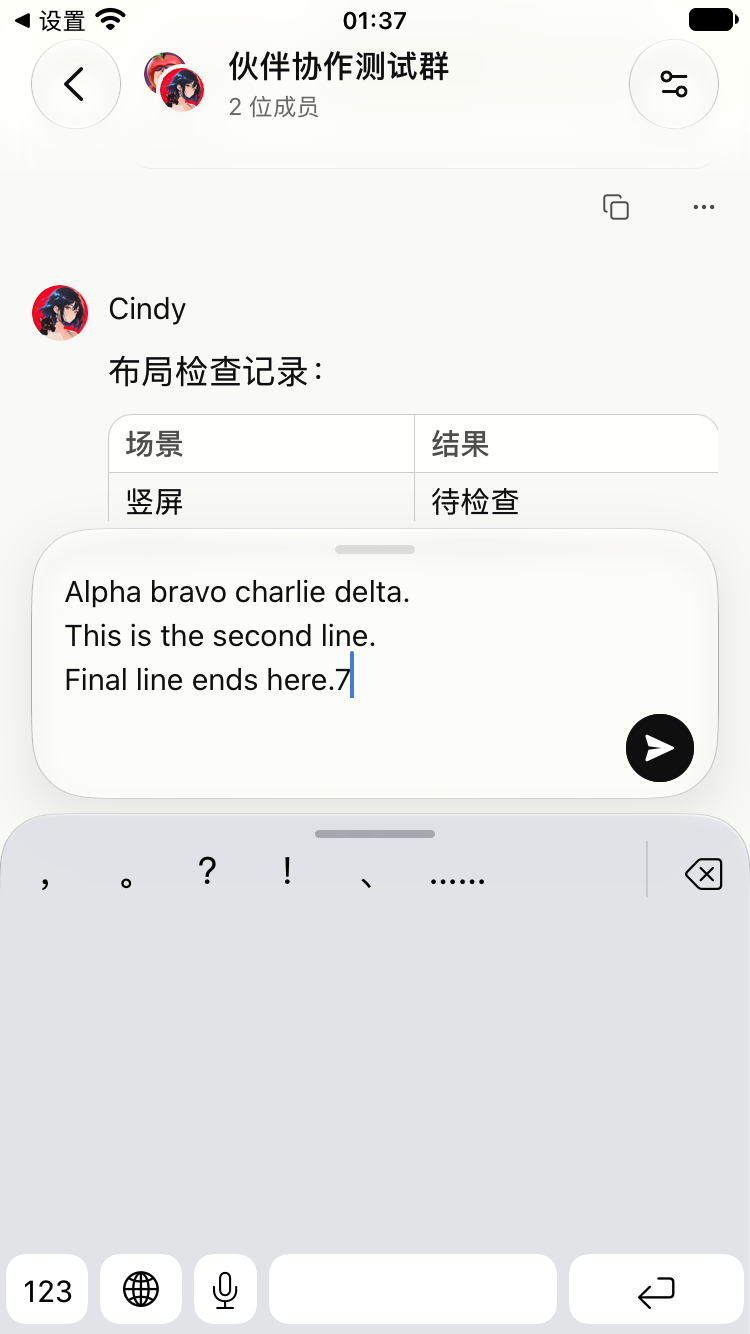 设置
01:37
伙伴协作测试群
2 位成员
Cindy
布局检查记录：
场景 结果
竖屏 待检查
Alpha bravo charlie delta.
This is the second line.
Final line ends here.7
， 。 ？ ！ 、 ……
123